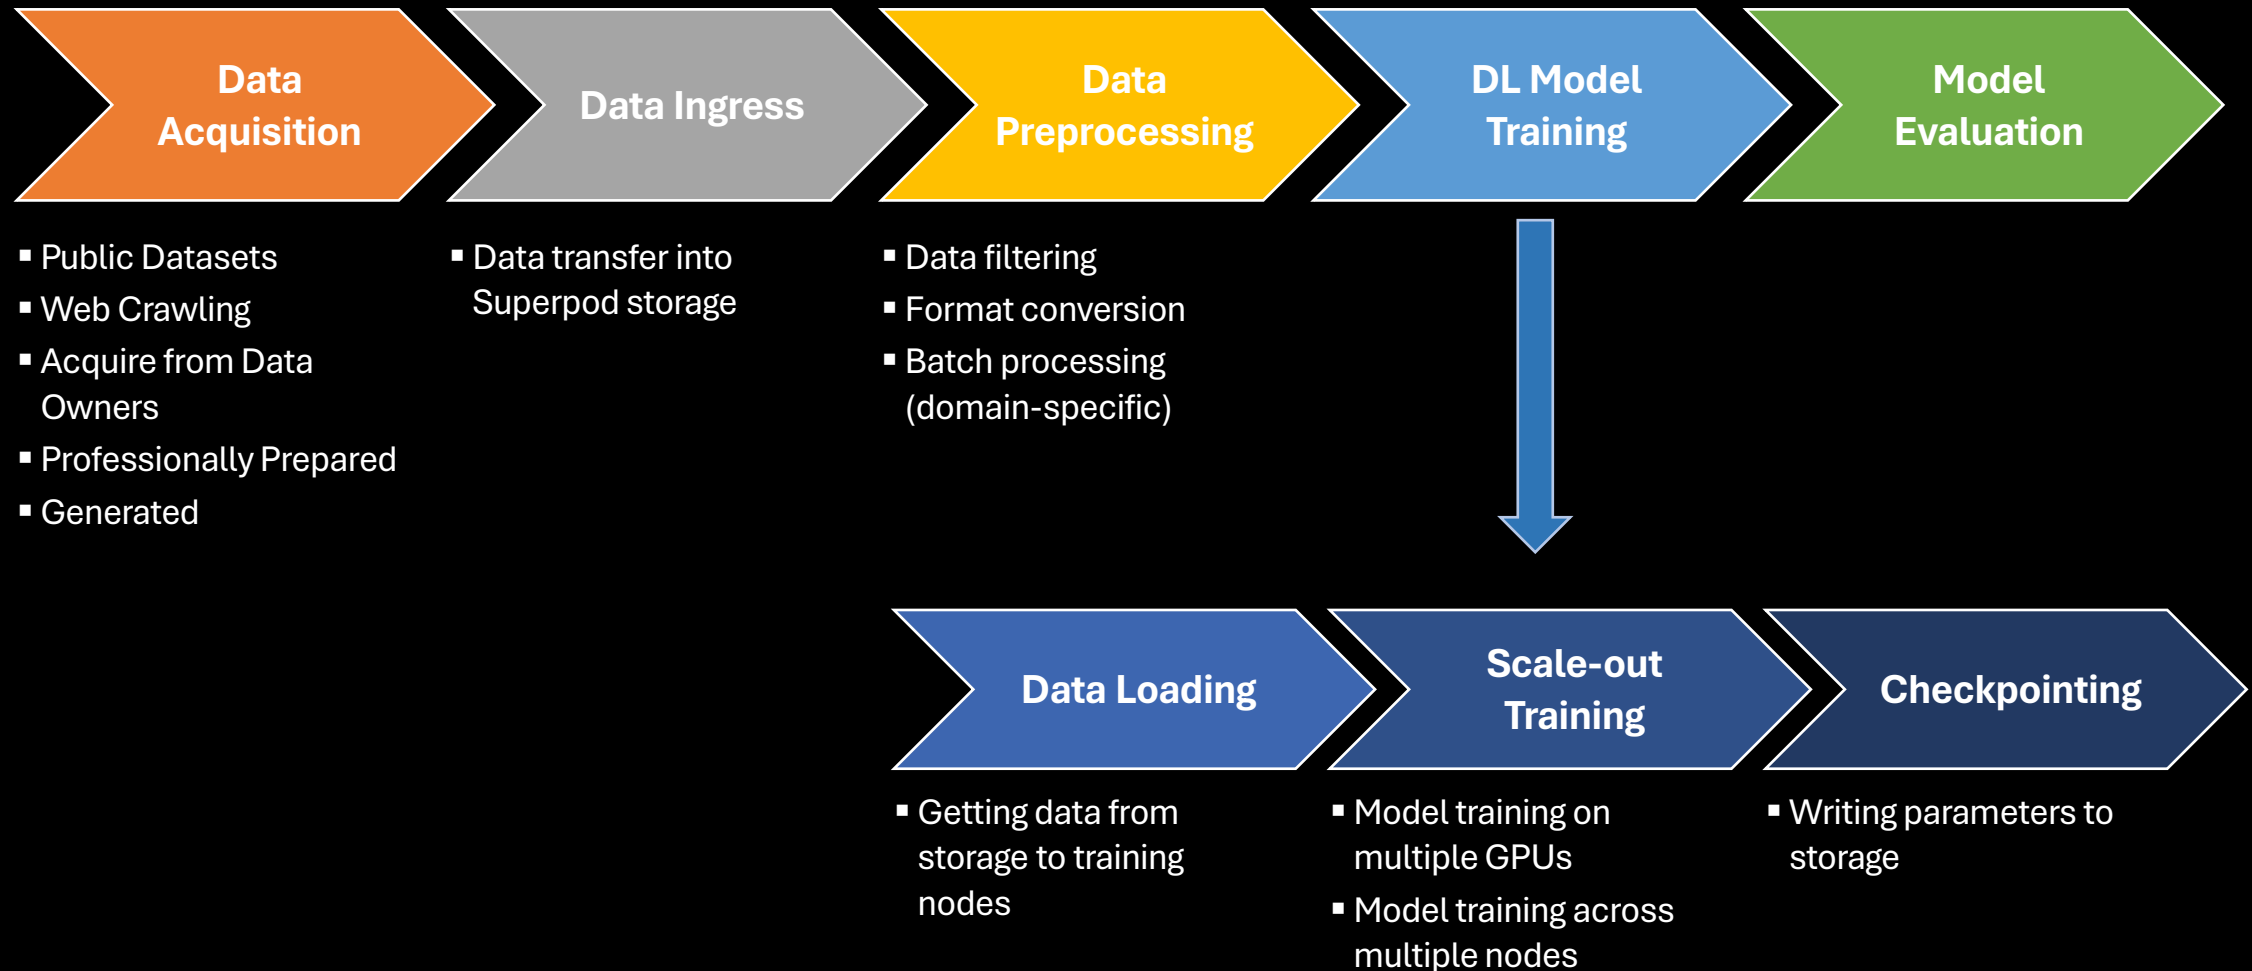 Data
Acquisition
Data Ingress
Data
Preprocessing
DL Model
Training
Model
Evaluation
▪ Public Datasets
▪ Web Crawling
▪ Acquire from Data
Owners
▪ Professionally Prepared
▪ Generated
▪ Data transfer into
Superpod storage
▪ Data filtering
▪ Format conversion
▪ Batch processing
(domain-specific)
Data Loading
Scale-out
Training
Checkpointing
▪ Getting data from
storage to training
nodes
▪ Model training on
multiple GPUs
▪ Model training across
multiple nodes
▪ Writing parameters to
storage